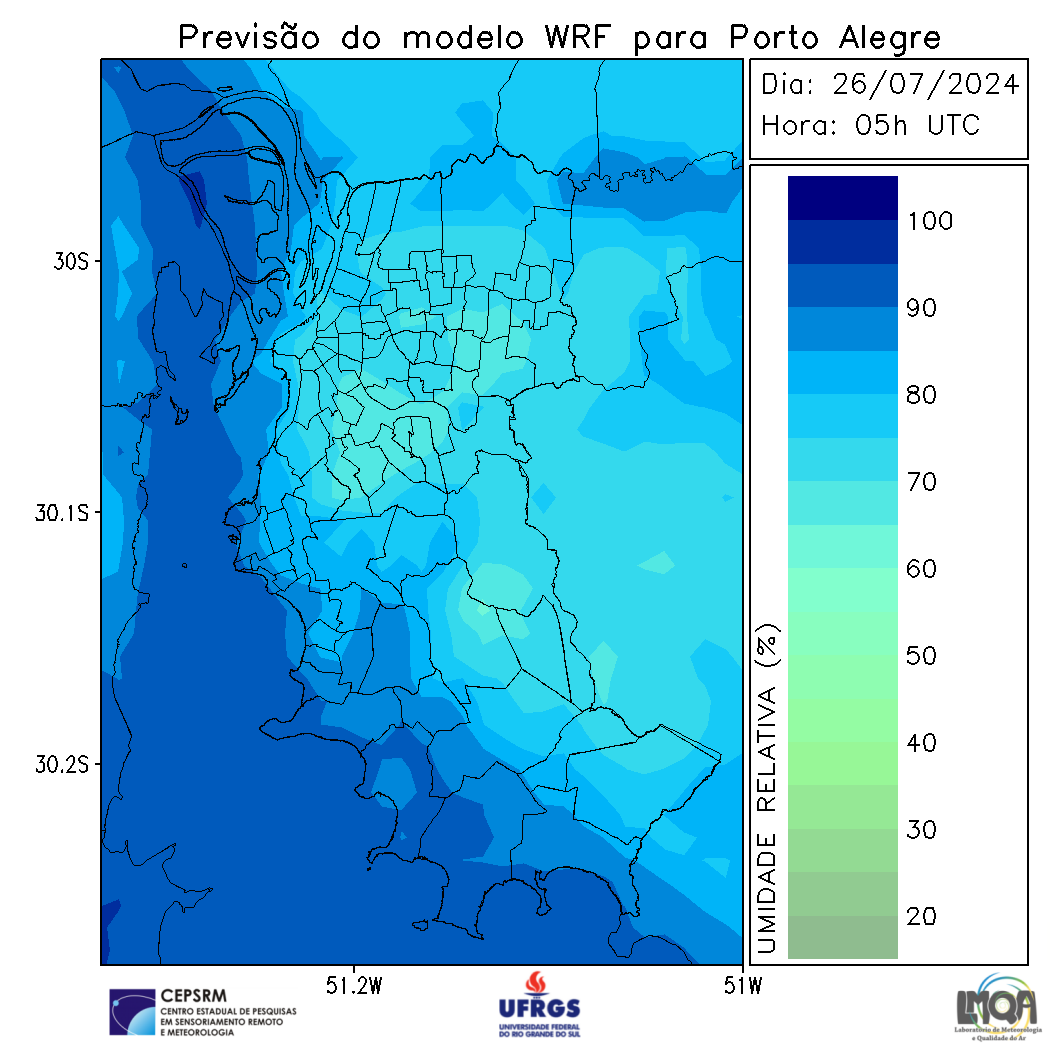 Previsão do modelo WRF para Porto Alegre
Dia: 26/07/2024
Hora: 05h UTC
100
90
80
70
60
50
40
30
20
UMIDADE RELATIVA (%)
30S
30.1S
30.2S
51.2W
51W
CEPSRM
CENTRO ESTADUAL DE PESQUISAS
EM SENSORIAMENTO REMOTO
E METEOROLOGIA
UFRGS
UNIVERSIDADE FEDERAL
DO RIO GRANDE DO SUL
LMQA
Laboratório de Meteorologia
e Qualidade do Ar